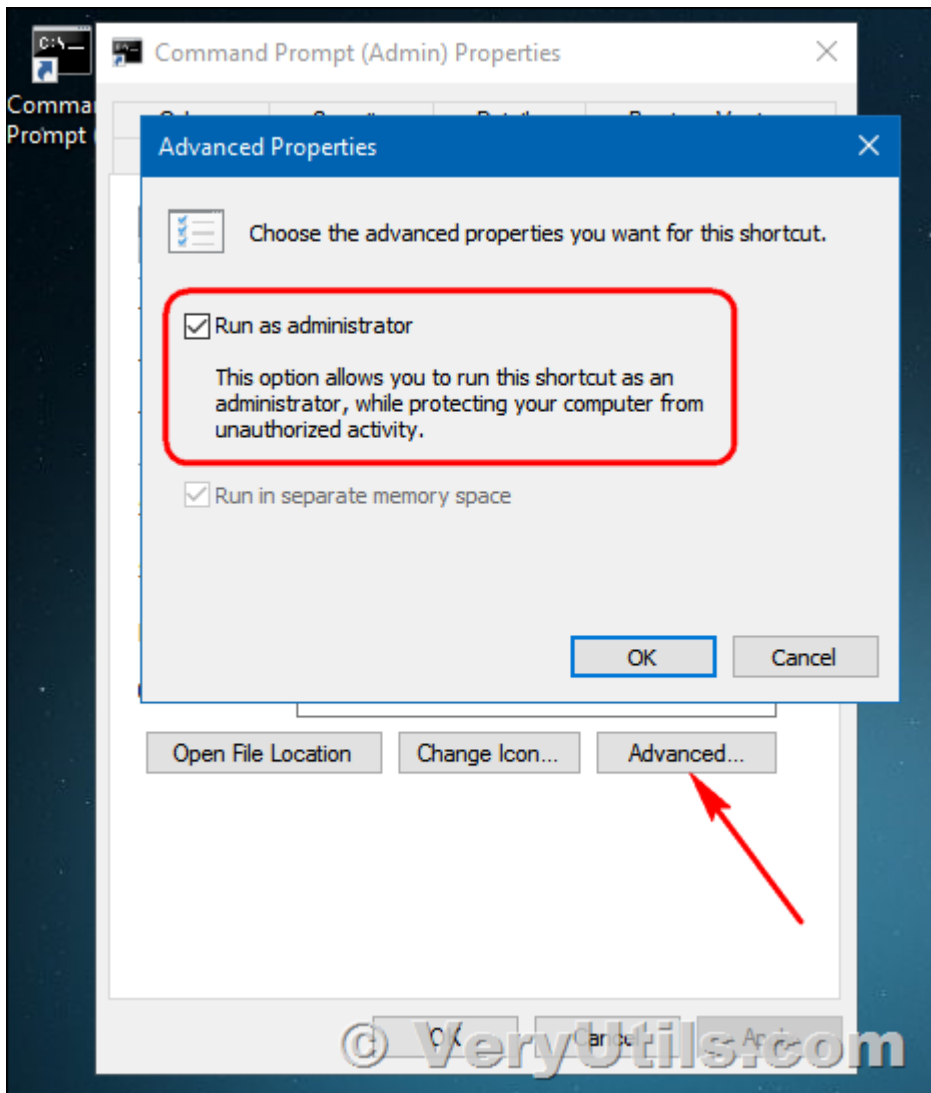 C:\
Command Prompt (Admin) Properties
Prompt
Advanced Properties
Choose the advanced properties you want for this shortcut.
Run as administrator
This option allows you to run this shortcut as an
administrator, while protecting your computer from
unauthorized activity.
Run in separate memory space
OK
Cancel
Open File Location
Change Icon...
Advanced...
OK
Cancel
© VeryUtils.com